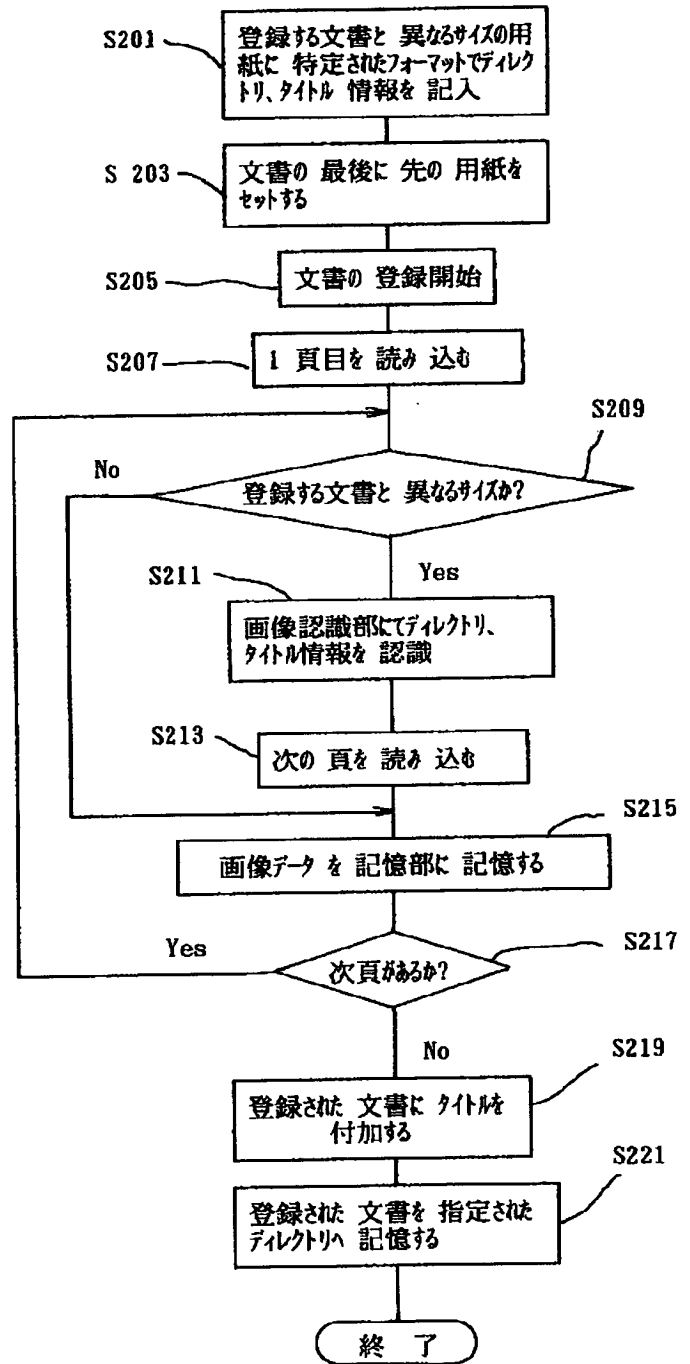 S201
登録する文書と 異なるサイズの用
紙に 特定されたフォーマットでディレク
トリ、タイトル 情報を 記入
S 203
文書の 最後に 先の 用紙を
セットする
S205
文書の 登録開始
S207
1 頁目を 読み 込む
S209
No
登録する文書と 異なるサイズか?
Yes
S211
画像認識部にてディレクトリ、
タイトル情報を 認識
S213
次の 頁を 読み 込む
S215
画像データ を 記憶部に 記憶する
Yes
S217
次頁があるか?
No
S219
登録された 文書に タイトルを
付加する
S221
登録された 文書を 指定された
ディレクトリへ 記憶する
終 了